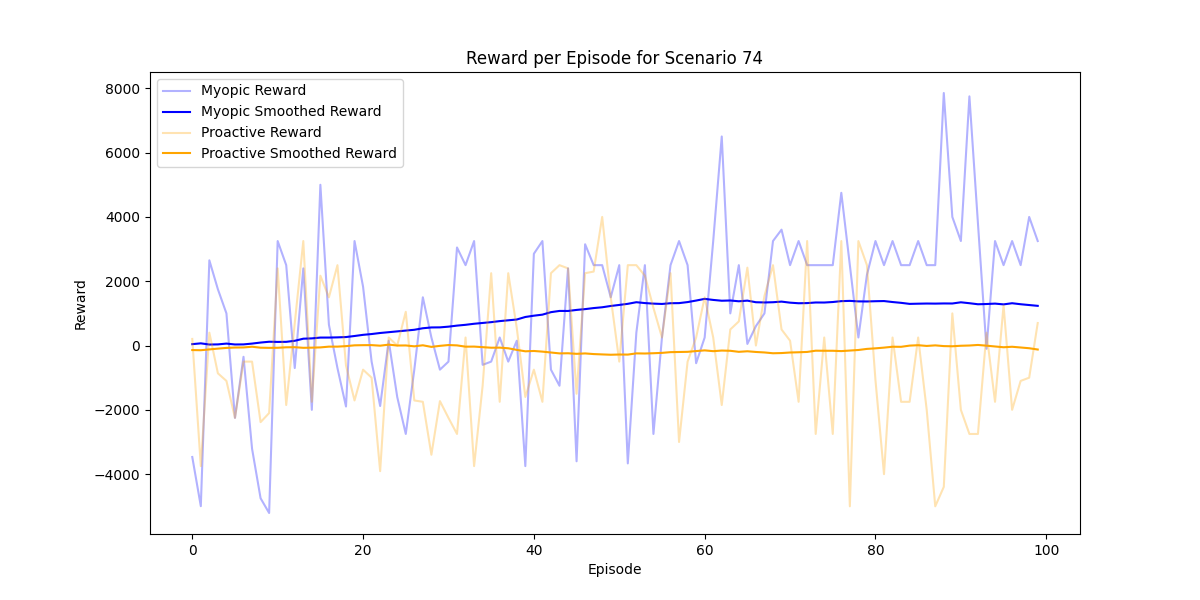 Reward per Episode for Scenario 74
Myopic Reward
Myopic Smoothed Reward
Proactive Reward
Proactive Smoothed Reward
8000
6000
4000
2000
0
−2000
−4000
Reward
0 20 40 60 80 100
Episode